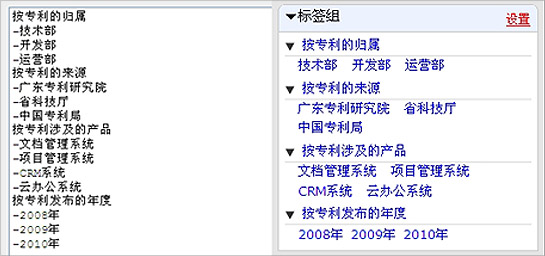 按专利的归属
-技术部
-开发部
-运营部
按专利的来源
-广东专利研究院
-省科技厅
-中国专利局
按专利涉及的产品
-文档管理系统
-项目管理系统
-CRM系统
-云办公系统
按专利发布的年度
-2008年
-2009年
-2010年
标签组 设置
按专利的归属
技术部 开发部 运营部
按专利的来源
广东专利研究院 省科技厅
中国专利局
按专利涉及的产品
文档管理系统 项目管理系统
CRM系统 云办公系统
按专利发布的年度
2008年 2009年 2010年